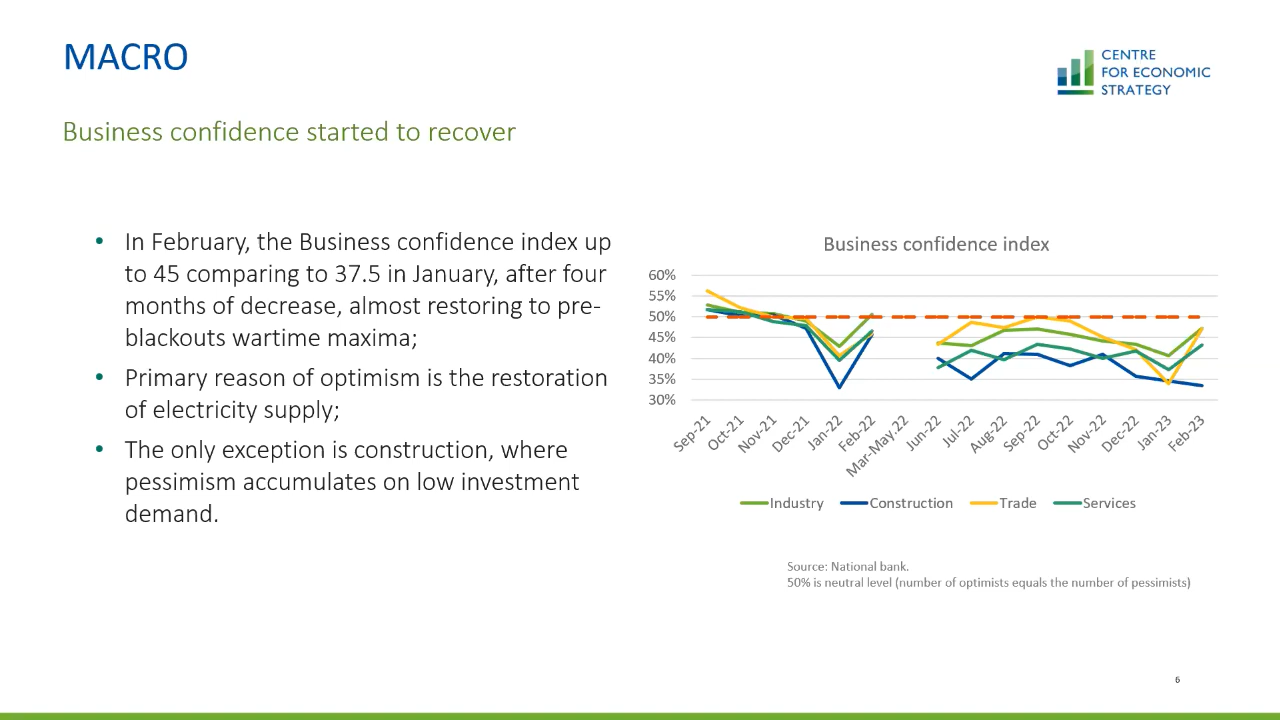 MACRO
CENTRE
FOR ECONOMIC
STRATEGY
Business confidence started to recover
• In February, the Business confidence index up
to 45 comparing to 37.5 in January, after four
months of decrease, almost restoring to pre-
blackouts wartime maxima;
• Primary reason of optimism is the restoration
of electricity supply;
• The only exception is construction, where
pessimism accumulates on low investment
demand.
Business confidence index
60%
55%
50%
45%
40%
35%
30%
Sep-21
Oct-21
Nov-21
Dec-21
Jan-22
Feb-22
Mar-May.22
Jun-22
Jul-22
Aug-22
Sep-22
Oct-22
Nov-22
Dec-22
Jan-23
Feb-23
Industry Construction Trade Services
Source: National bank.
50% is neutral level (number of optimists equals the number of pessimists)
6